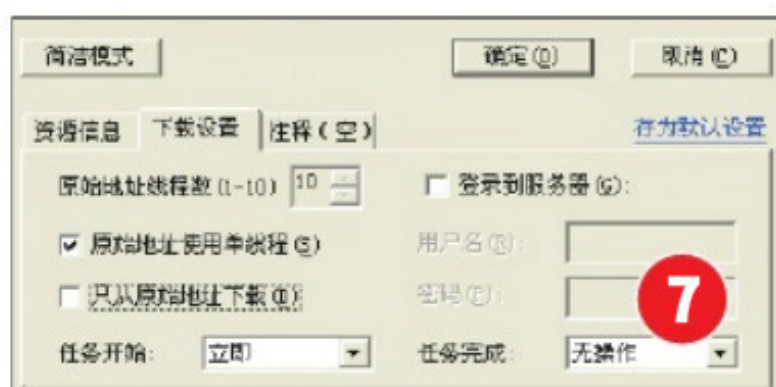 简洁模式 确定(O) 取消(C)
资源信息 下载设置 注释(空) 存为默认设置
原始地址线程数(1-10) 10 登录到服务器(G):
原始地址使用单线程(S) 用户名(R):
只从原始地址下载(O) 密码(P):
7
任务开始: 立即 任务完成: 无操作